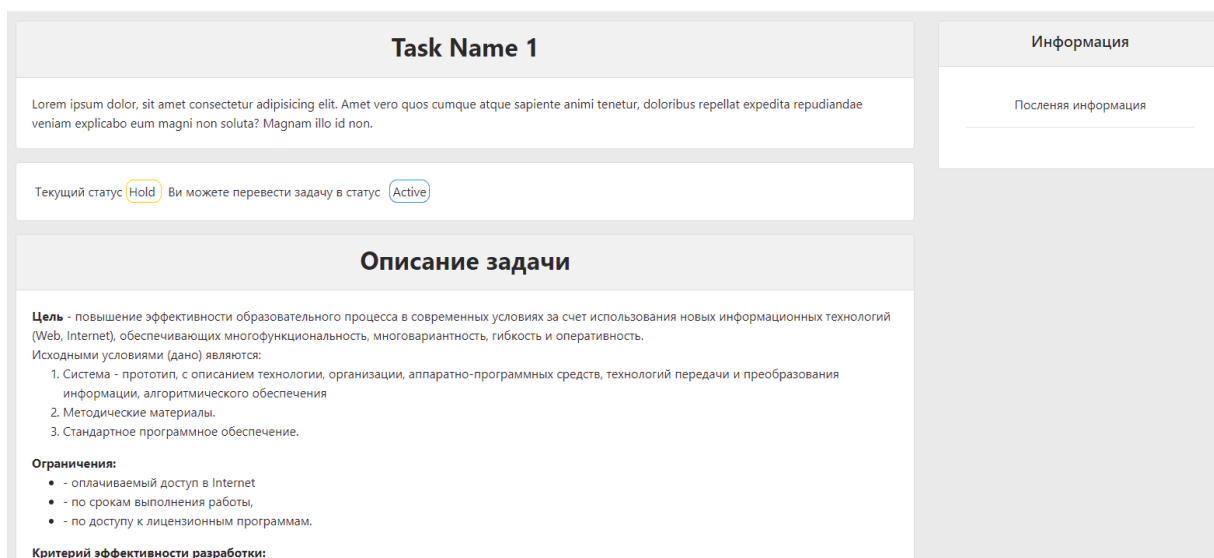 Task Name 1
Lorem ipsum dolor, sit amet consectetur adipisicing elit. Amet vero quos cumque atque sapiente animi tenetur, doloribus repellat expedita repudiandae
veniam explicabo eum magni non soluta? Magnam illo id non.
Текущий статус Hold Ви можете перевести задачу в статус Active
Описание задачи
Цель - повышение эффективности образовательного процесса в современных условиях за счет использования новых информационных технологий
(Web, Internet), обеспечивающих многофункциональность, многовариантность, гибкость и оперативность.
Исходными условиями (дано) являются:
1. Система - прототип, с описанием технологии, организации, аппаратно-программных средств, технологий передачи и преобразования
информации, алгоритмического обеспечения
2. Методические материалы.
3. Стандартное программное обеспечение.
Ограничения:
• - оплачиваемый доступ в Internet
• - по срокам выполнения работы,
• - по доступу к лицензионным программам.
Критерий эффективности разработки:
Информация
Посленяя информация